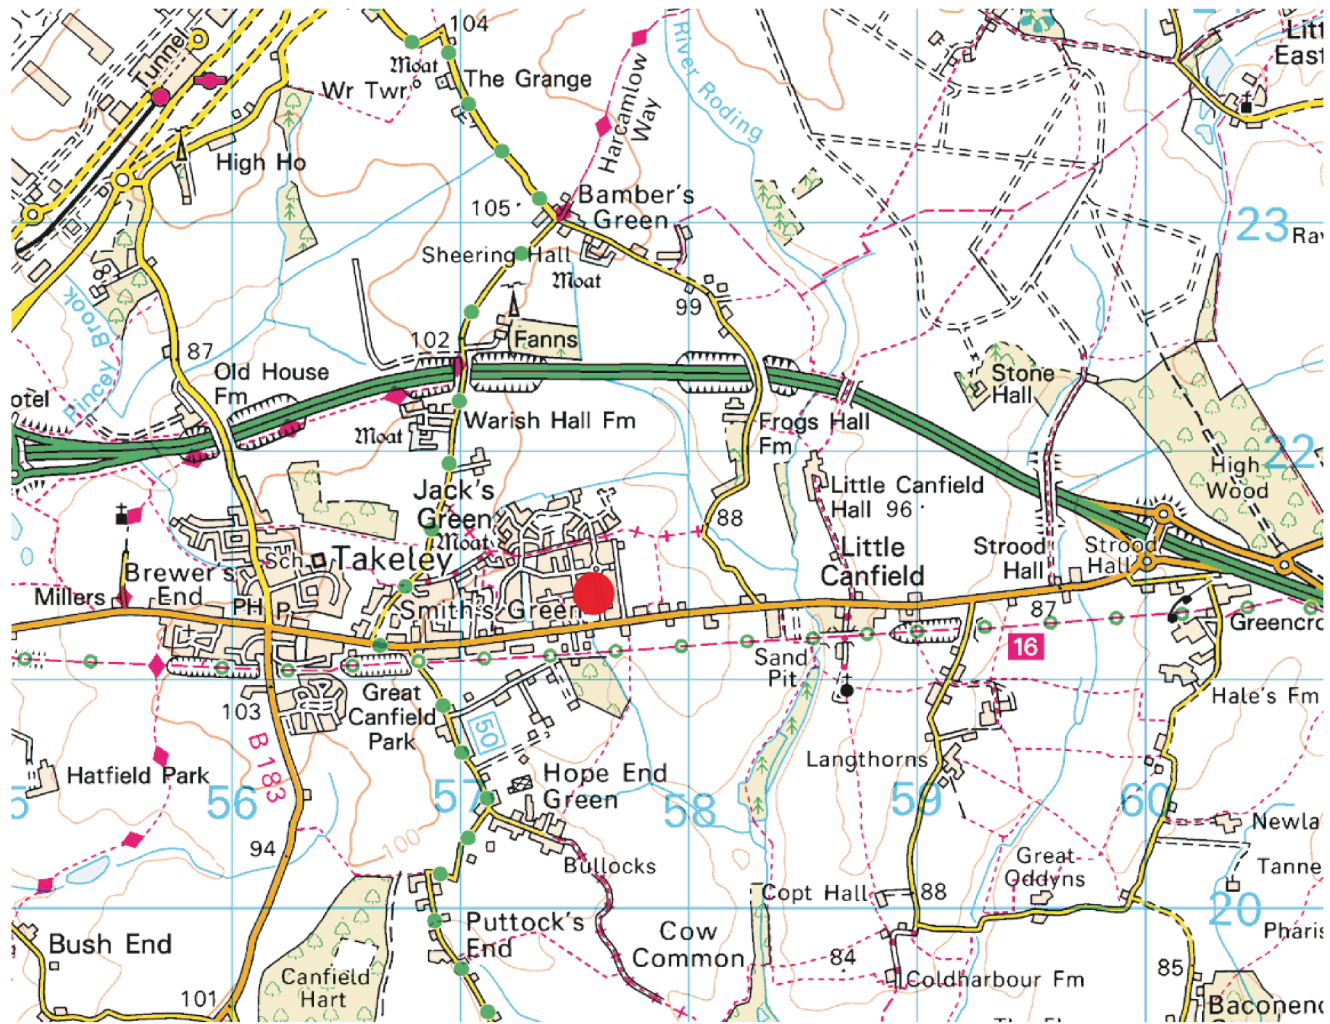 104
Tunnel
Moat
The Grange
Wr Twr
Harcamlow
Way
River Roding
High Ho
Bamber's
Green
105
23
Sheering Hall
Moat
99
Pincey Brook
87
102
Fanns
Old House
Fm
Stone
Hall
Warish Hall Fm
Moat
Frogs Hall
Fm
22
High
Wood
Jack's
Green
Moat
Little Canfield
Hall 96
88
Sch
Takeley
Little
Canfield
Strood
Hall
Strood
Hall
Brewer's
End
Millers
PH
P
Smith's Green
87
Greencro
16
Sand
Pit
Great
Canfield
Park
103
B 183
50
Hale's Fm
Hatfield Park
Langthorns
56
57
Hope End
Green
58
59
60
Newla
94
100
Bullocks
Great
Oddyns
Tanne
Copt Hall
88
20
Puttock's
End
Cow
Common
Bush End
84
Coldharbour Fm
85
Canfield
Hart
101